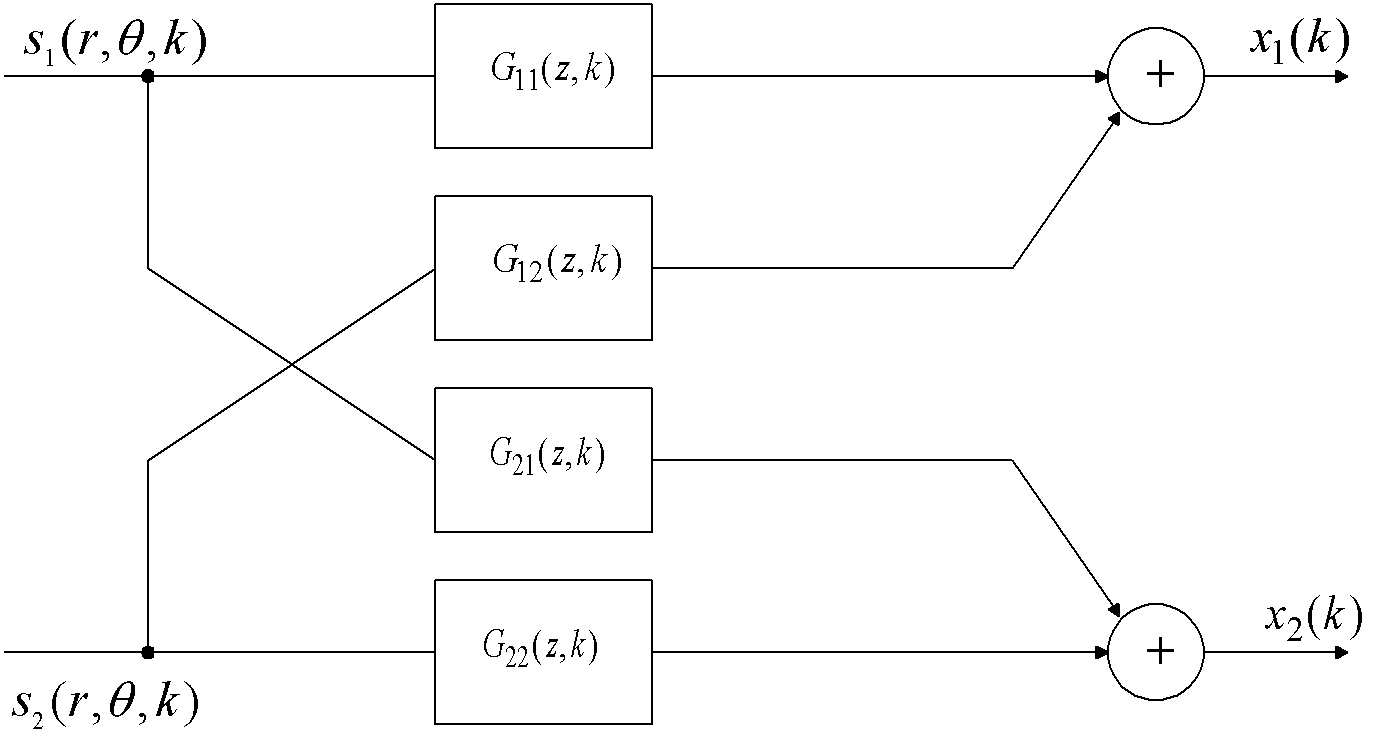 s₁(r,θ,k)
G₁₁(z,k)
+
x₁(k)
G₁₂(z,k)
G₂₁(z,k)
s₂(r,θ,k)
G₂₂(z,k)
+
x₂(k)